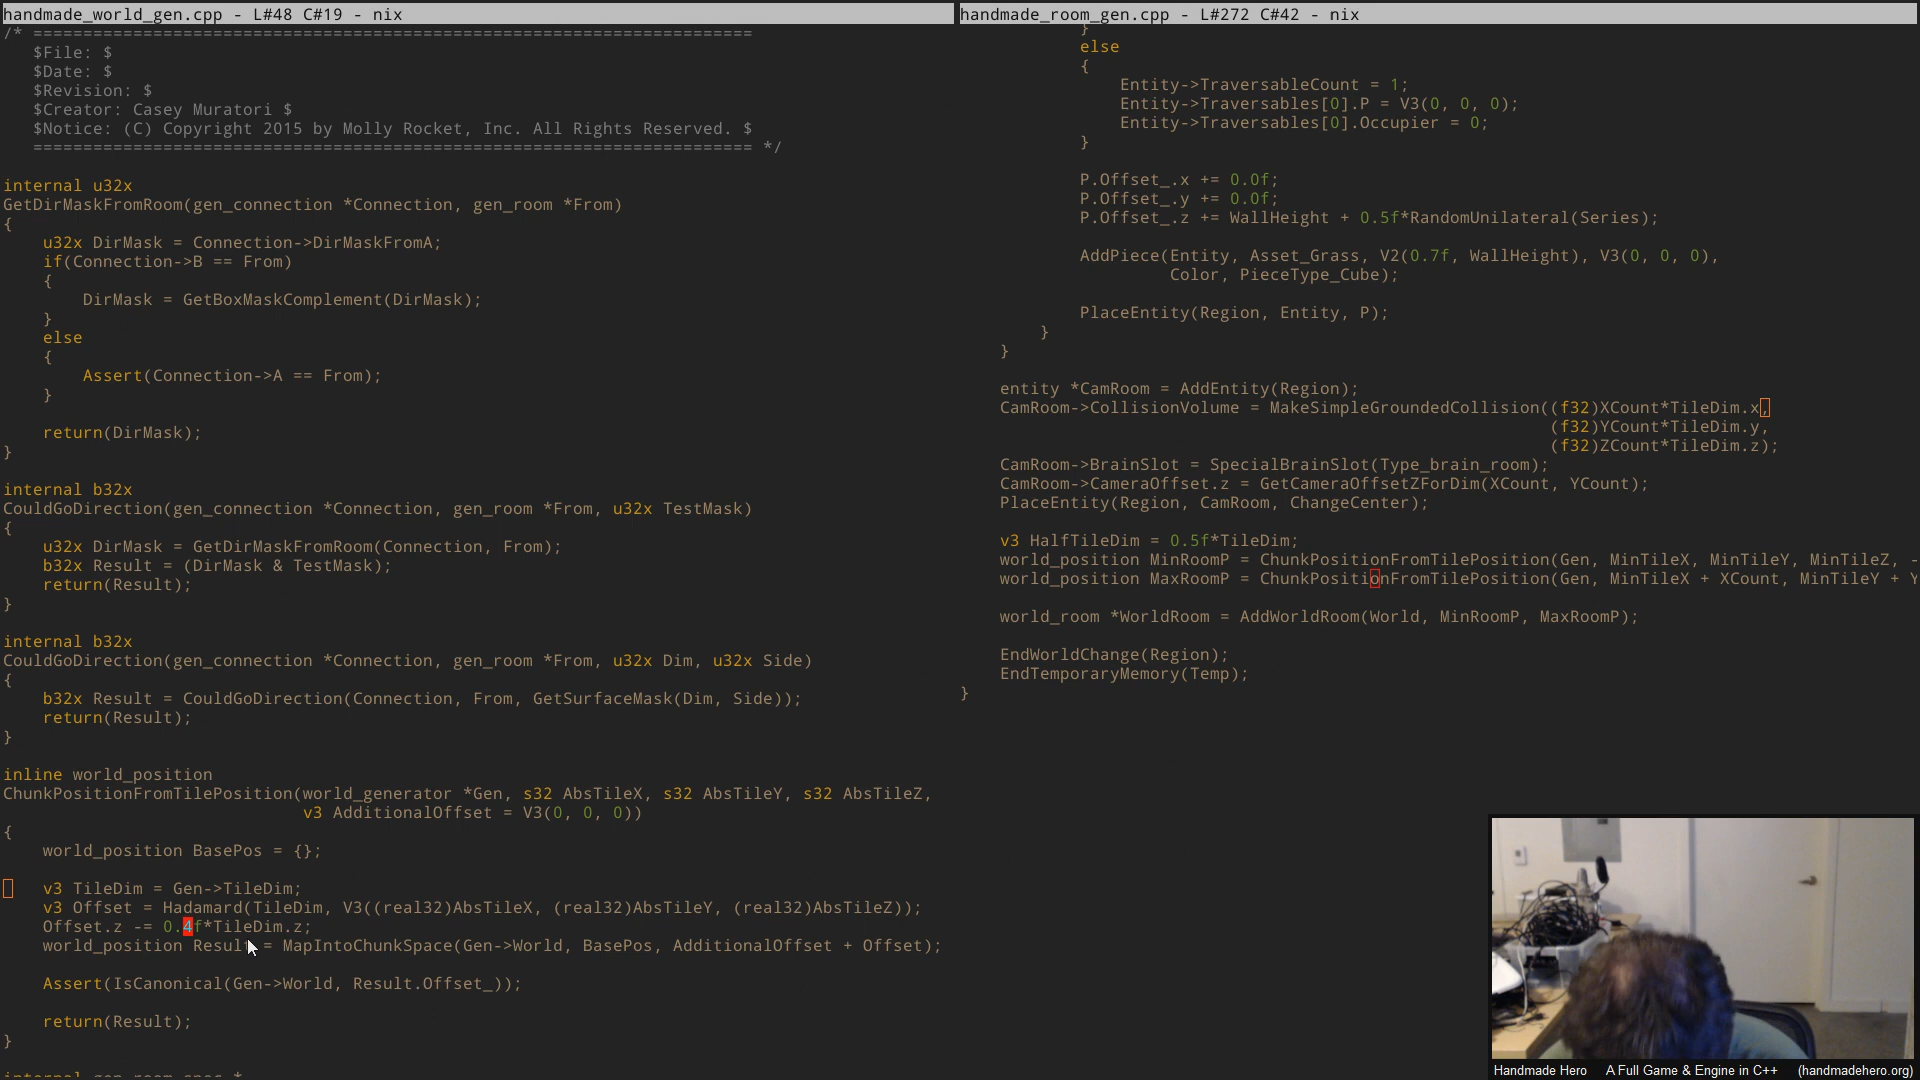 handmade_world_gen.cpp - L#48 C#19 - nix
/* ========================================================================
   $File: $
   $Date: $
   $Revision: $
   $Creator: Casey Muratori $
   $Notice: (C) Copyright 2015 by Molly Rocket, Inc. All Rights Reserved. $
   ======================================================================== */
internal u32x
GetDirMaskFromRoom(gen_connection *Connection, gen_room *From)
{
    u32x DirMask = Connection->DirMaskFromA;
    if(Connection->B == From)
    {
        DirMask = GetBoxMaskComplement(DirMask);
    }
    else
    {
        Assert(Connection->A == From);
    }
    return(DirMask);
}
internal b32x
CouldGoDirection(gen_connection *Connection, gen_room *From, u32x TestMask)
{
    u32x DirMask = GetDirMaskFromRoom(Connection, From);
    b32x Result = (DirMask & TestMask);
    return(Result);
}
internal b32x
CouldGoDirection(gen_connection *Connection, gen_room *From, u32x Dim, u32x Side)
{
    b32x Result = CouldGoDirection(Connection, From, GetSurfaceMask(Dim, Side));
    return(Result);
}
inline world_position
ChunkPositionFromTilePosition(world_generator *Gen, s32 AbsTileX, s32 AbsTileY, s32 AbsTileZ,
                              v3 AdditionalOffset = V3(0, 0, 0))
{
    world_position BasePos = {};
    v3 TileDim = Gen->TileDim;
    v3 Offset = Hadamard(TileDim, V3((real32)AbsTileX, (real32)AbsTileY, (real32)AbsTileZ));
    Offset.z -= 0.4f*TileDim.z;
    world_position Result = MapIntoChunkSpace(Gen->World, BasePos, AdditionalOffset + Offset);
    Assert(IsCanonical(Gen->World, Result.Offset_));
    return(Result);
}
internal gen_room_spec *
handmade_room_gen.cpp - L#272 C#42 - nix
            }
            else
            {
                Entity->TraversableCount = 1;
                Entity->Traversables[0].P = V3(0, 0, 0);
                Entity->Traversables[0].Occupier = 0;
            }
            P.Offset_.x += 0.0f;
            P.Offset_.y += 0.0f;
            P.Offset_.z += WallHeight + 0.5f*RandomUnilateral(Series);
            AddPiece(Entity, Asset_Grass, V2(0.7f, WallHeight), V3(0, 0, 0),
                     Color, PieceType_Cube);
            PlaceEntity(Region, Entity, P);
        }
    }
    entity *CamRoom = AddEntity(Region);
    CamRoom->CollisionVolume = MakeSimpleGroundedCollision((f32)XCount*TileDim.x,
                                                           (f32)YCount*TileDim.y,
                                                           (f32)ZCount*TileDim.z);
    CamRoom->BrainSlot = SpecialBrainSlot(Type_brain_room);
    CamRoom->CameraOffset.z = GetCameraOffsetZForDim(XCount, YCount);
    PlaceEntity(Region, CamRoom, ChangeCenter);
    v3 HalfTileDim = 0.5f*TileDim;
    world_position MinRoomP = ChunkPositionFromTilePosition(Gen, MinTileX, MinTileY, MinTileZ, -
    world_position MaxRoomP = ChunkPositionFromTilePosition(Gen, MinTileX + XCount, MinTileY + Y
    world_room *WorldRoom = AddWorldRoom(World, MinRoomP, MaxRoomP);
    EndWorldChange(Region);
    EndTemporaryMemory(Temp);
}
Handmade Hero A Full Game & Engine in C++ (handmadehero.org)